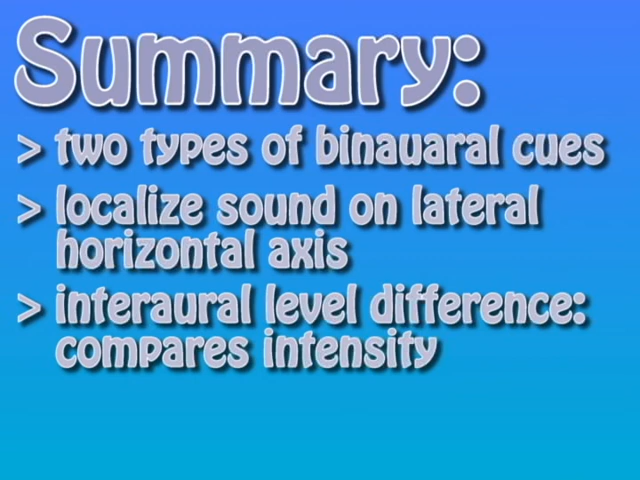 Summary:
> two types of binauaral cues
> localize sound on lateral
horizontal axis
> interaural level difference:
compares intensity